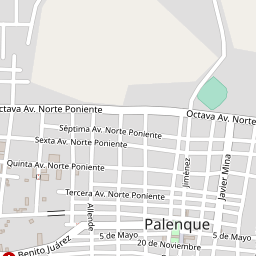 ctava Av. Norte Poniente
Octava Av. Norte
Séptima Av. Norte Poniente
Sexta Av. Norte Poniente
Quinta Av. Norte Poniente
Tercera Av. Norte Poniente
Jiménez
Javier Mina
Allende
Palenque
5 de Mayo
5 de Mayo
20 de Noviembre
Benito Juárez